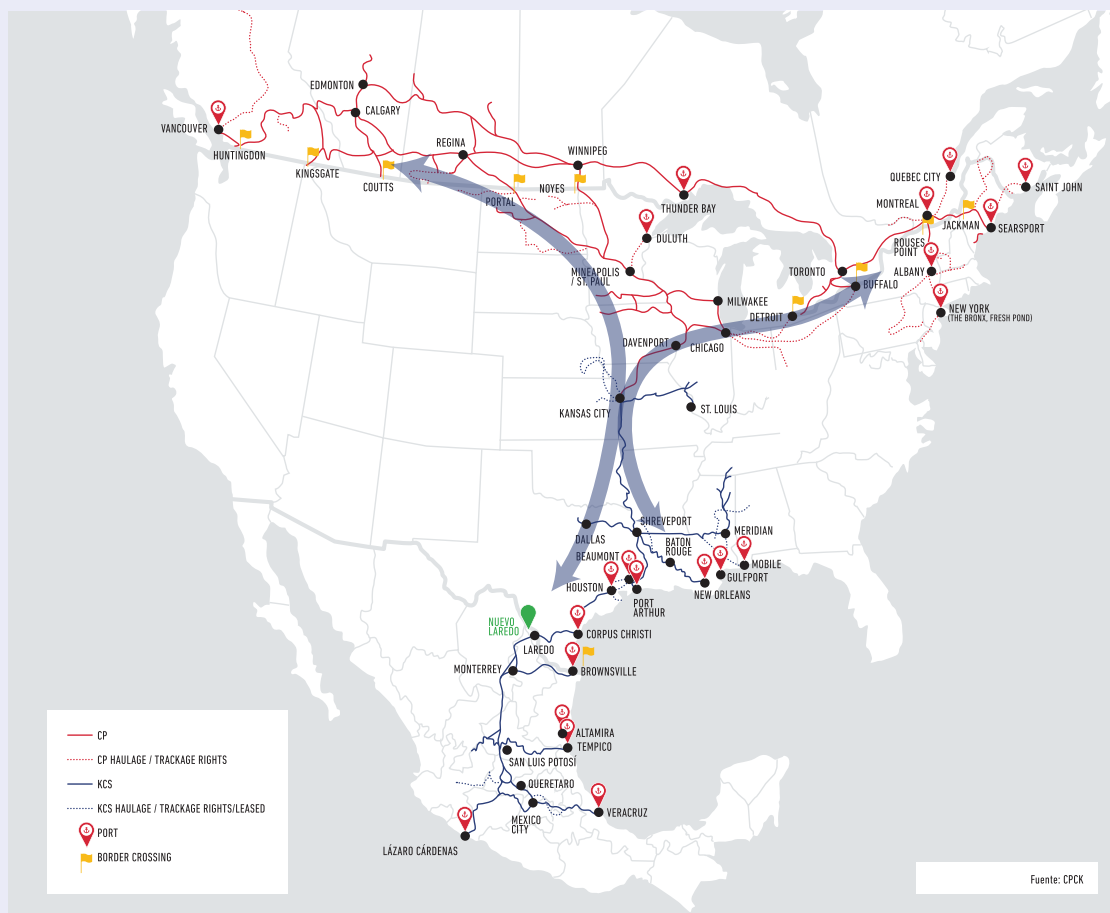 EDMONTON
CALGARY
VANCOUVER
HUNTINGDON
KINGSGATE
COUTTS
REGINA
WINNIPEG
PORTAL
NOYES
THUNDER BAY
DULUTH
MINEAPOLIS
/ ST. PAUL
QUEBEC CITY
SAINT JOHN
MONTREAL
JACKMAN
SEARSPORT
ROUSES
POINT
ALBANY
TORONTO
BUFFALO
NEW YORK
(THE BRONX, FRESH POND)
MILWAKEE
DETROIT
DAVENPORT
CHICAGO
KANSAS CITY
ST. LOUIS
SHREVEPORT
MERIDIAN
DALLAS
BATON
ROUGE
BEAUMONT
MOBILE
GULFPORT
HOUSTON
NEW ORLEANS
PORT
ARTHUR
NUEVO
LAREDO
CORPUS CHRISTI
LAREDO
MONTERREY
BROWNSVILLE
ALTAMIRA
TEMPICO
SAN LUIS POTOSÍ
QUERETARO
MEXICO
CITY
VERACRUZ
LÁZARO CÁRDENAS
CP
CP HAULAGE / TRACKAGE RIGHTS
KCS
KCS HAULAGE / TRACKAGE RIGHTS/LEASED
PORT
BORDER CROSSING
Fuente: CPCK